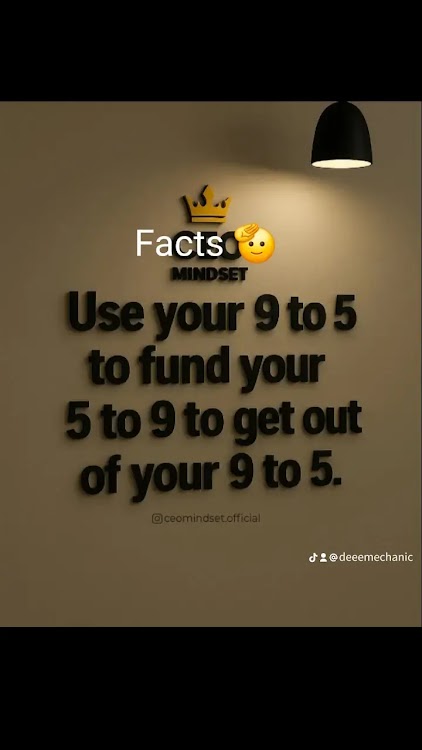 Facts🫡
MINDSET
Use your 9 to 5
to fund your
5 to 9 to get out
of your 9 to 5.
ceomindset.official
@deeemechanic